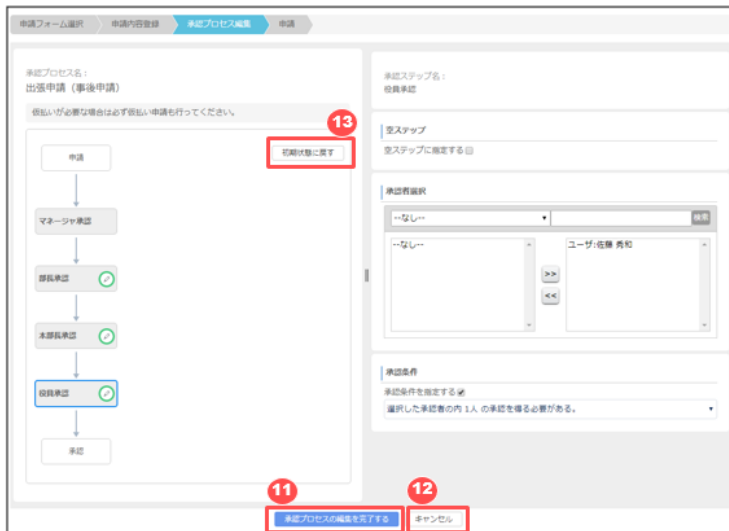 申請フォーム選択 申請内容登録 承認プロセス編集 申請
承認プロセス名：
出張申請（事後申請）
仮払いが必要な場合は必ず仮払い申請も行ってください。
13
初期状態に戻す
申請
マネージャ承認
部長承認
本部長承認
役員承認
承認
承認ステップ名：
役員承認
空ステップ
空ステップに指定する
承認者選択
--なし--
検索
--なし--
>>
<<
ユーザ:佐藤 秀和
承認条件
承認条件を指定する
選択した承認者の内 1人 の承認を得る必要がある。
11
承認プロセスの編集を完了する
12
キャンセル